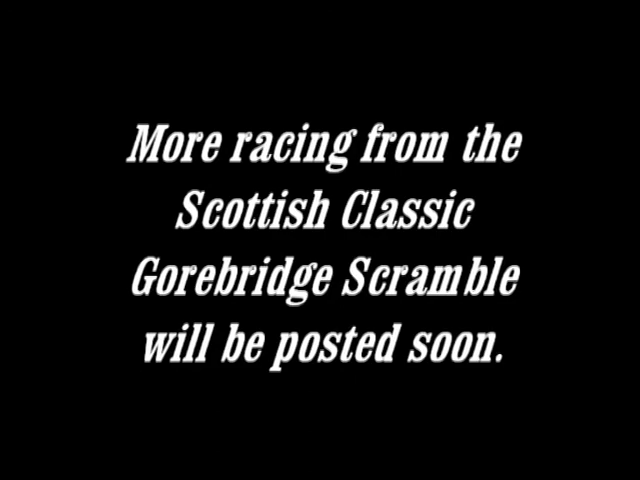 More racing from the
Scottish Classic
Gorebridge Scramble
will be posted soon.